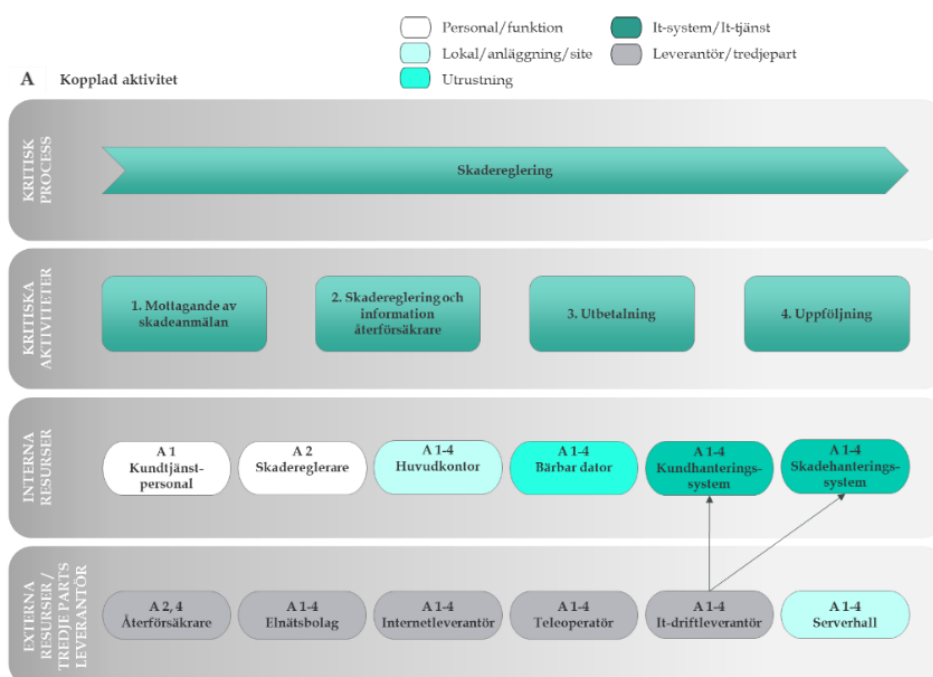 Personal/funktion
It-system/It-tjänst
Lokal/anläggning/site
Leverantör/tredjepart
Utrustning
A Kopplad aktivitet
KRITISK
PROCESS
Skadereglering
KRITISKA
AKTIVITETER
1. Mottagande av
skadeanmälan
2. Skadereglering och
information
återförsäkrare
3. Utbetalning
4. Uppföljning
INTERNA
RESURSER
A 1
Kundtjänst-
personal
A 2
Skadereglerare
A 1-4
Huvudkontor
A 1-4
Bärbar dator
A 1-4
Kundhanterings-
system
A 1-4
Skadehanterings-
system
EXTERNA
RESURSER /
TREDJE PARTS
LEVERANTÖR
A 2, 4
Återförsäkrare
A 1-4
Elnätsbolag
A 1-4
Internetleverantör
A 1-4
Teleoperatör
A 1-4
It-driftleverantör
A 1-4
Serverhall